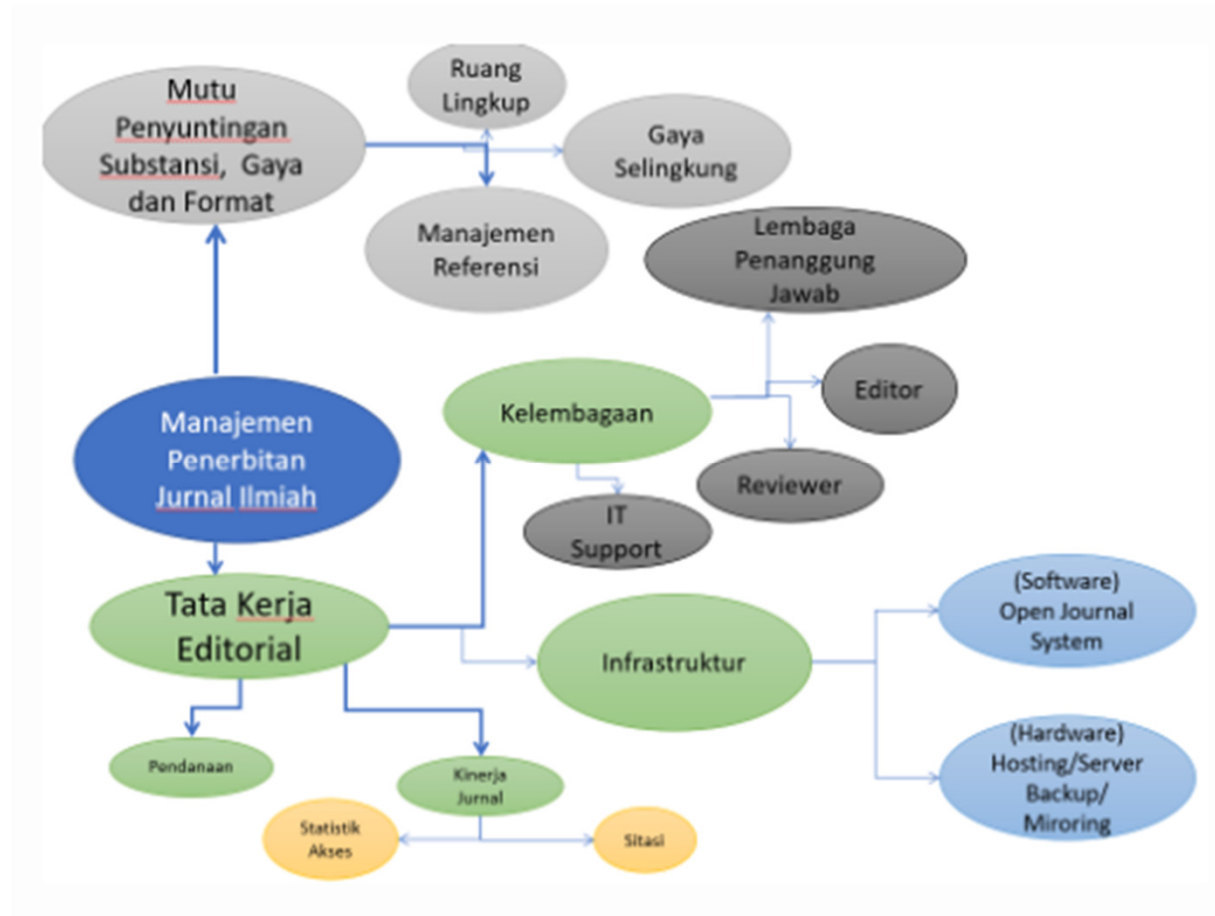 Mutu
Penyuntingan
Substansi, Gaya
dan Format
Ruang
Lingkup
Gaya
Selingkung
Manajemen
Referensi
Lembaga
Penanggung
Jawab
Manajemen
Penerbitan
Jurnal Ilmiah
Kelembagaan
Editor
Reviewer
IT
Support
Tata Kerja
Editorial
Infrastruktur
(Software)
Open Journal
System
(Hardware)
Hosting/Server
Backup/
Miroring
Pendanaan
Kinerja
Jurnal
Statistik
Akses
Sitasi